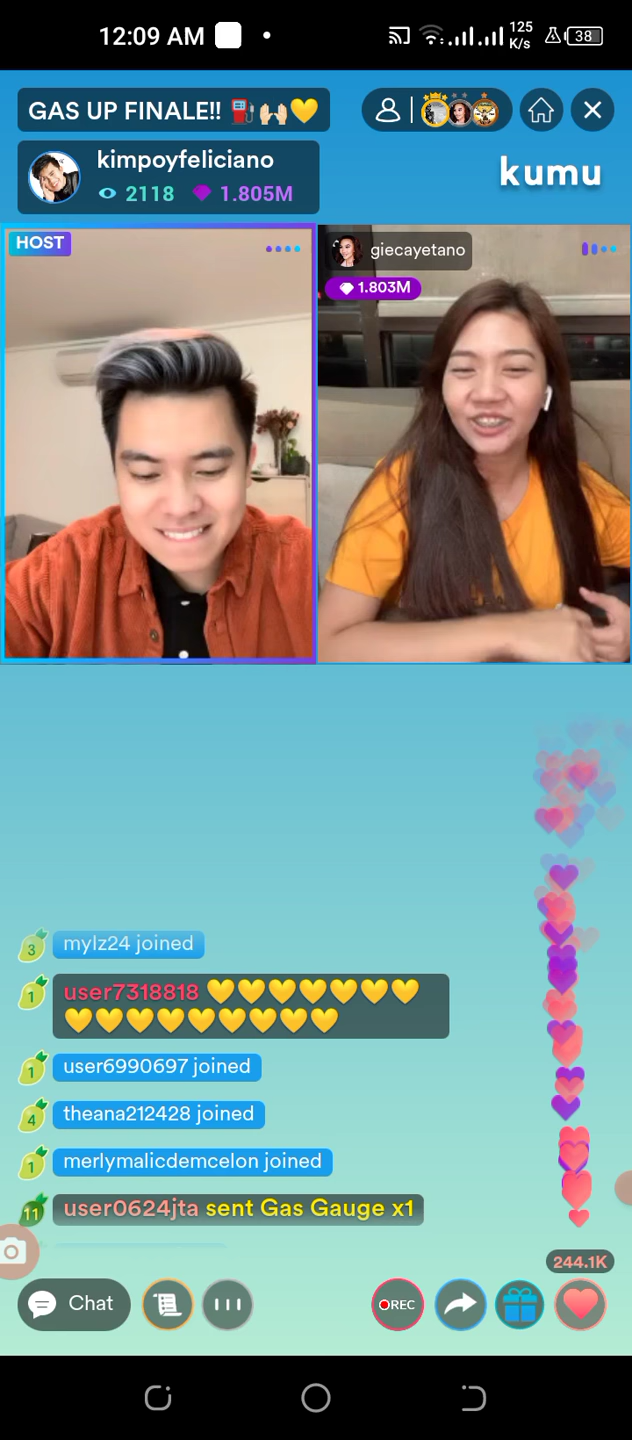 12:09 AM
125
K/s
38
GAS UP FINALE!! ⛽🙌🏻💛
kimpoyfeliciano
2118 1.805M
kumu
HOST
giecayetano
1.803M
3 mylz24 joined
1 user7318818 💛💛💛💛💛💛💛
💛💛💛💛💛💛💛💛💛
1 user6990697 joined
4 theana212428 joined
1 merlymalicdemcelon joined
11 user0624jta sent Gas Gauge x1
244.1K
Chat
REC